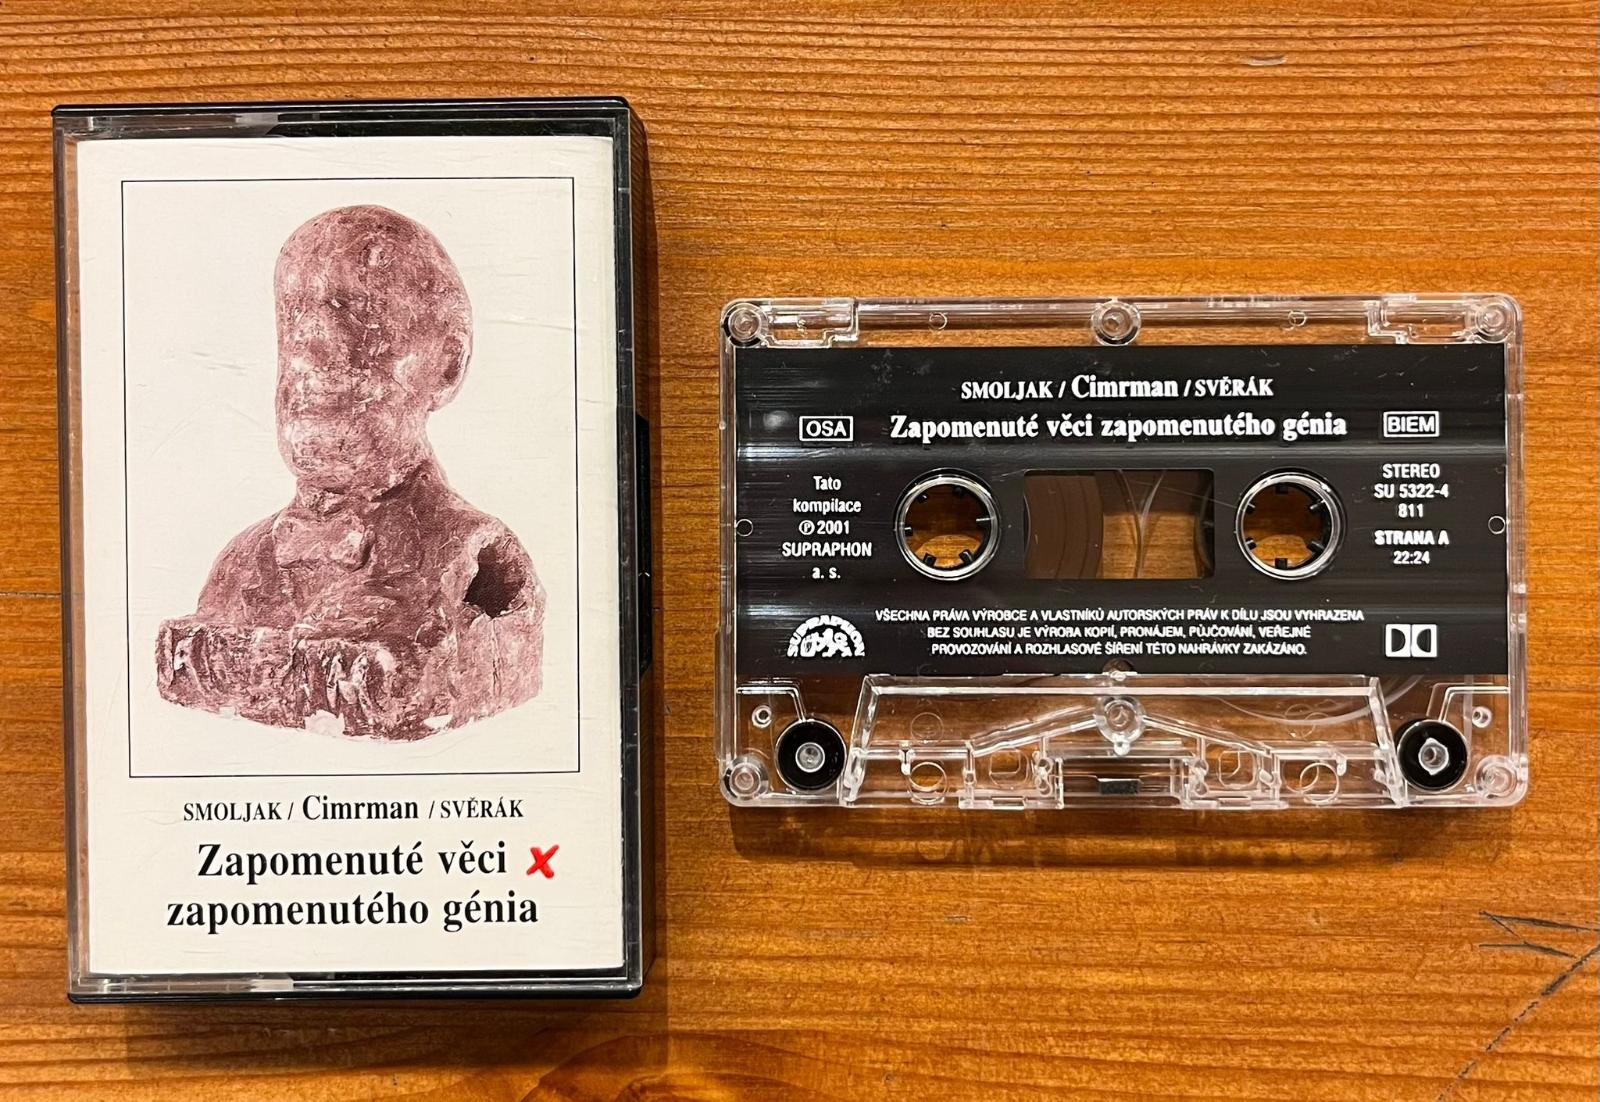 SMOLJAK / Cimrman / SVĚRÁK
Zapomenuté věci
zapomenutého génia
SMOLJAK / Cimrman / SVĚRÁK
OSA
Zapomenuté věci zapomenutého génia
BIEM
Tato
kompilace
Ⓟ 2001
SUPRAPHON
a. s.
STEREO
SU 5322-4
811
STRANA A
22:24
SUPRAPHON
VŠECHNA PRÁVA VÝROBCE A VLASTNÍKŮ AUTORSKÝCH PRÁV K DÍLU JSOU VYHRAZENA
BEZ SOUHLASU JE VÝROBA KOPIÍ, PRONÁJEM, PŮJČOVÁNÍ, VEŘEJNÉ
PROVOZOVÁNÍ A ROZHLASOVÉ ŠÍŘENÍ TÉTO NAHRÁVKY ZAKÁZÁNO.